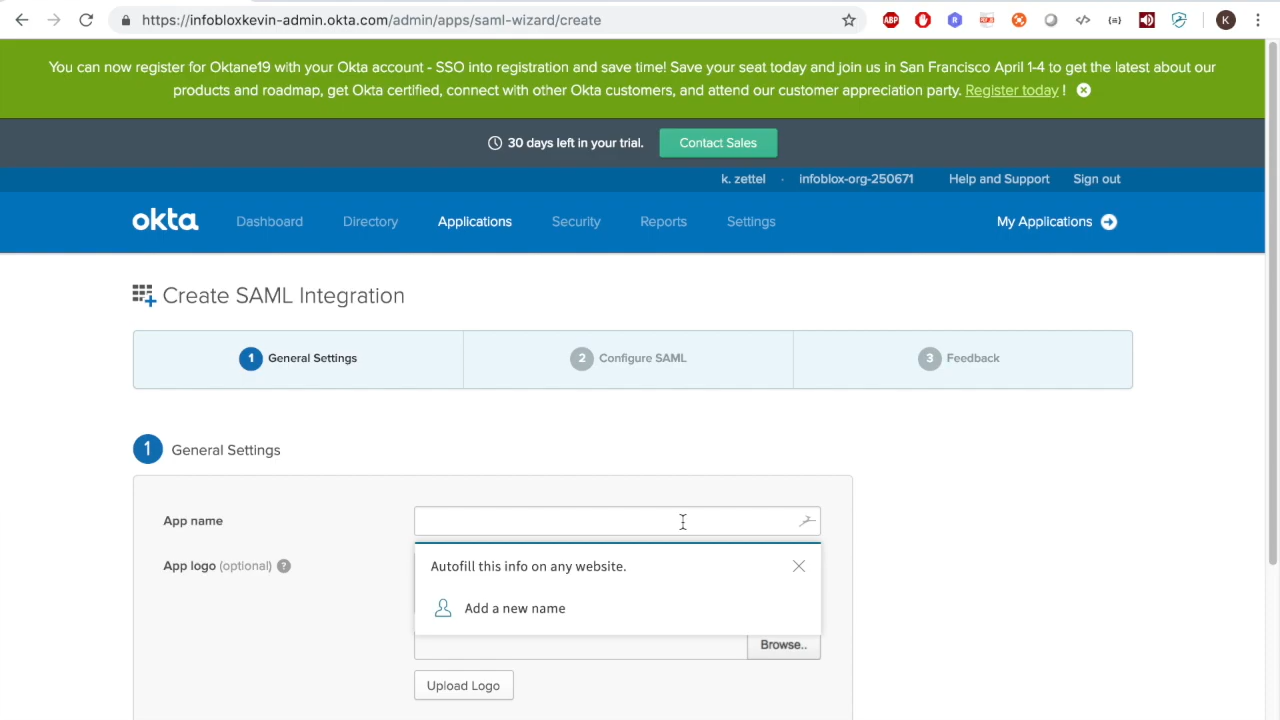 https://infobloxkevin-admin.okta.com/admin/apps/saml-wizard/create
ABP
R
K
You can now register for Oktane19 with your Okta account - SSO into registration and save time! Save your seat today and join us in San Francisco April 1-4 to get the latest about our
products and roadmap, get Okta certified, connect with other Okta customers, and attend our customer appreciation party. Register today !
30 days left in your trial.
Contact Sales
k. zettel · infoblox-org-250671 Help and Support Sign out
okta Dashboard Directory Applications Security Reports Settings My Applications
Create SAML Integration
1 General Settings 2 Configure SAML 3 Feedback
1 General Settings
App name
App logo (optional) ?
Autofill this info on any website.
Add a new name
Browse..
Upload Logo